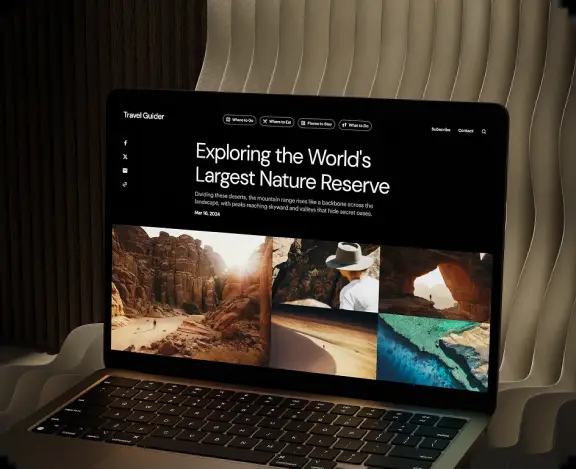 Travel Guider
Where to Go
Where to Eat
Places to Stay
What to Do
Subscribe
Contact
Exploring the World's
Largest Nature Reserve
Dividing these deserts, the mountain range rises like a backbone across the
landscape, with peaks reaching skyward and valleys that hide secret oases.
Mar 16, 2024